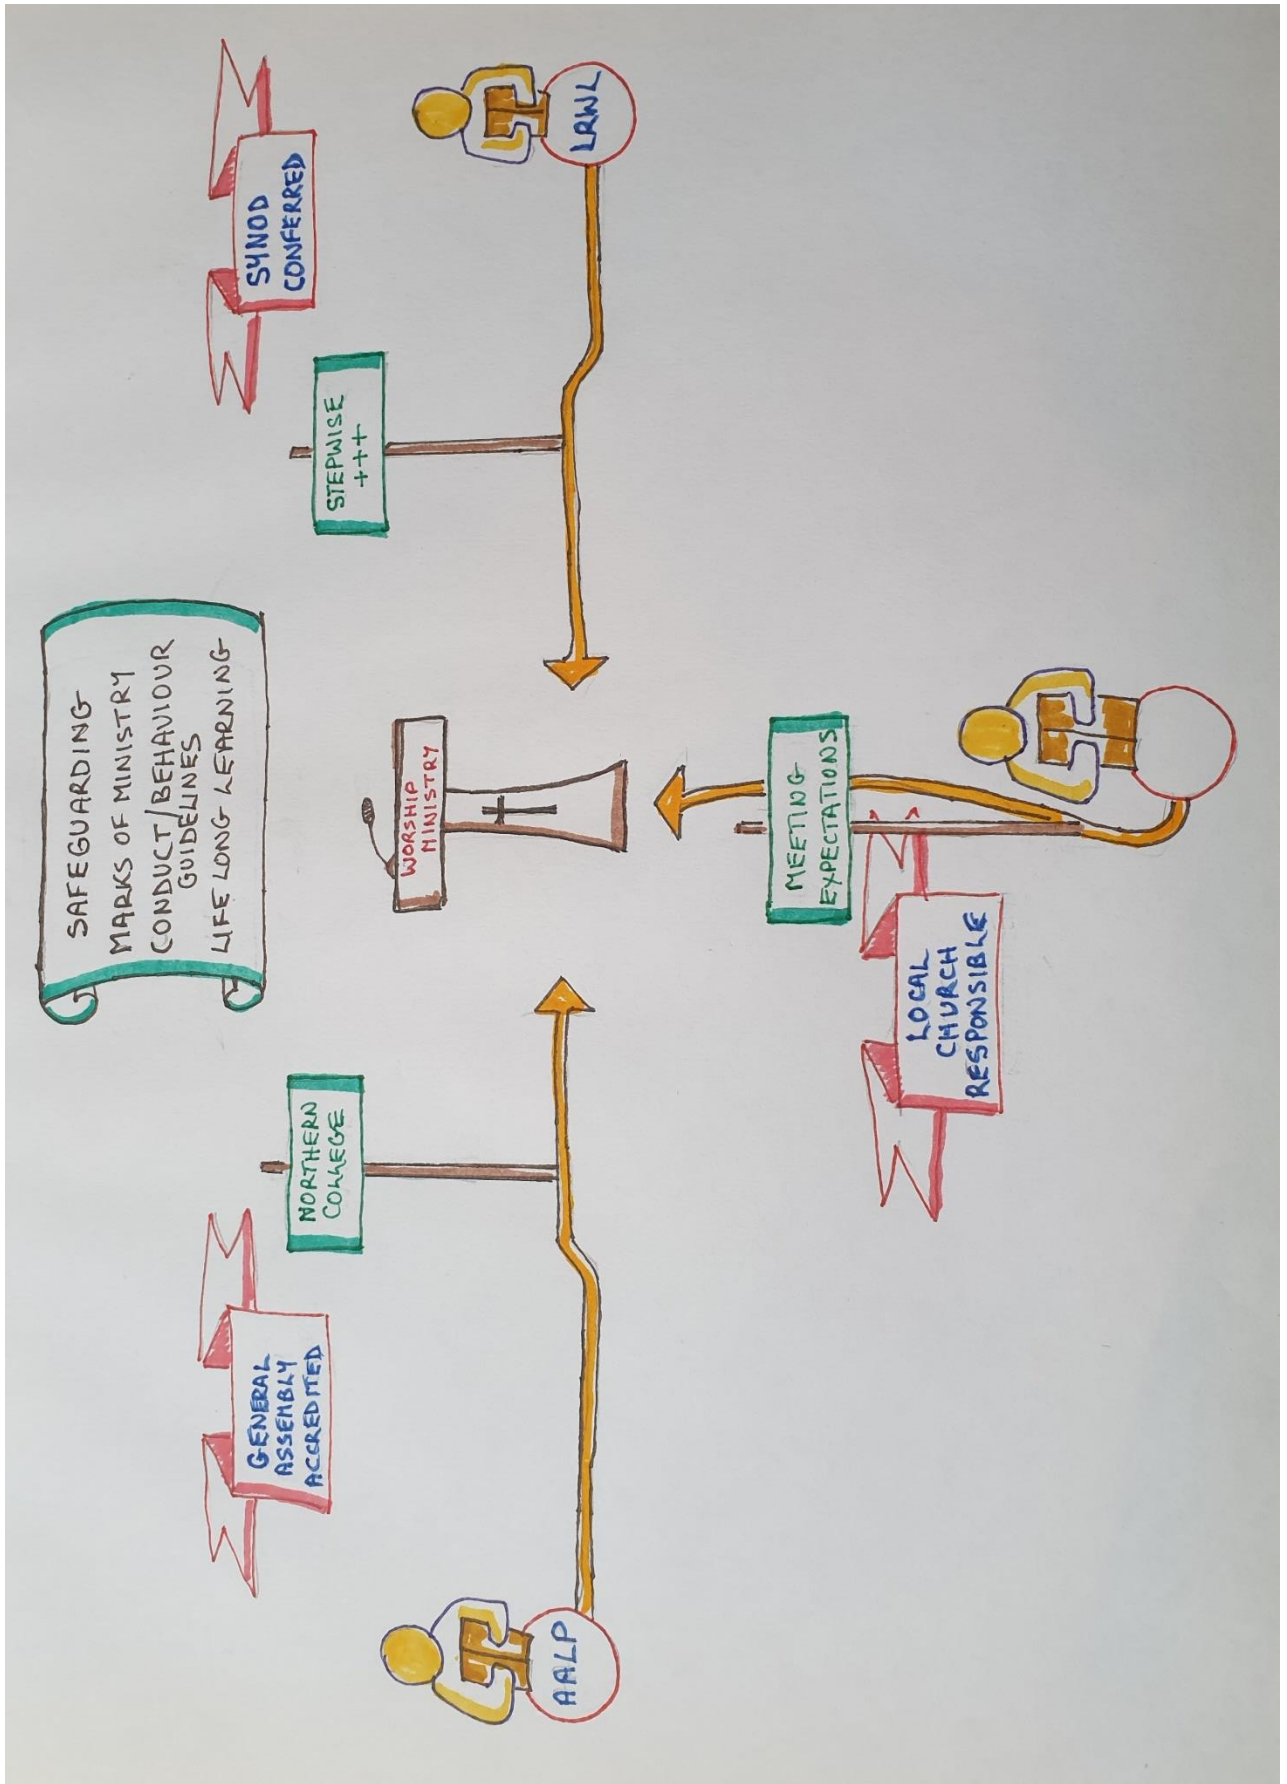 SAFEGUARDING
MARKS OF MINISTRY
CONDUCT/BEHAVIOUR
GUIDELINES
LIFE LONG LEARNING
GENERAL
ASSEMBLY
ACCREDITED
NORTHERN
COLLEGE
WORSHIP
MINISTRY
STEPWISE
+++
SYNOD
CONFERRED
AALP
LRWL
MEETING
EXPECTATIONS
LOCAL
CHURCH
RESPONSIBLE